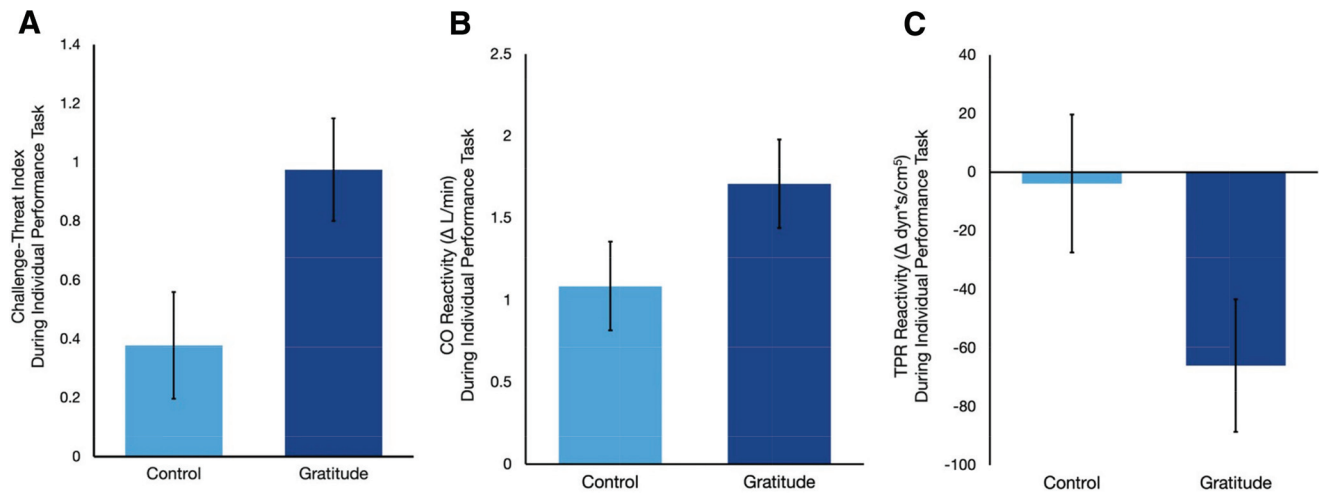 A
Challenge-Threat Index
During Individual Performance Task
1.4
1.2
1
0.8
0.6
0.4
0.2
0
Control
Gratitude
B
CO Reactivity (Δ L/min)
During Individual Performance Task
2.5
2
1.5
1
0.5
0
Control
Gratitude
C
TPR Reactivity (Δ dyn*s/cm⁵)
During Individual Performance Task
40
20
0
-20
-40
-60
-80
-100
Control
Gratitude